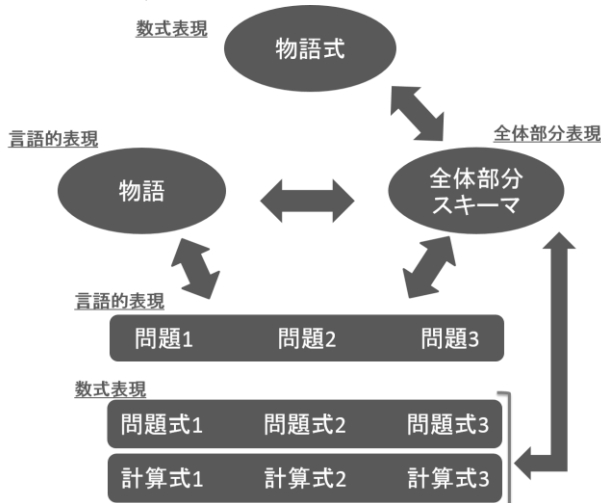 数式表現
物語式
言語的表現
全体部分表現
物語
全体部分
スキーマ
言語的表現
問題1 問題2 問題3
数式表現
問題式1 問題式2 問題式3
計算式1 計算式2 計算式3